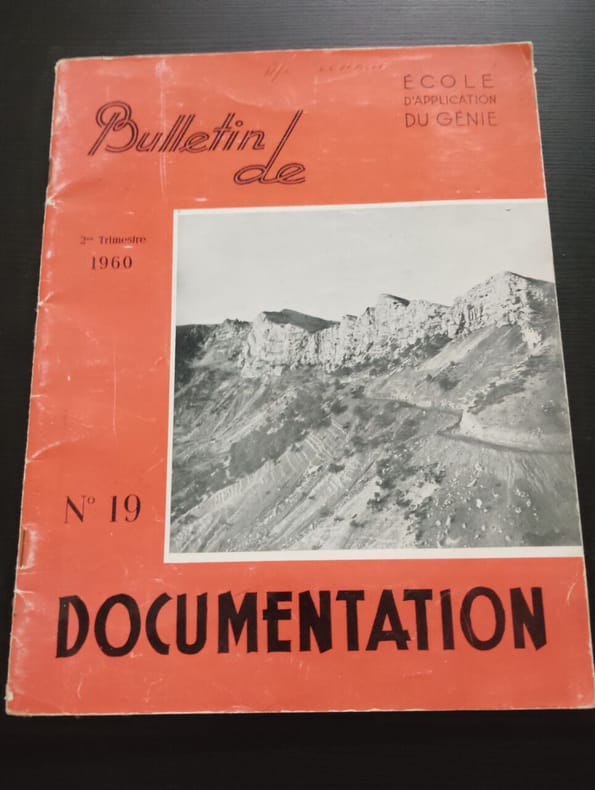 ÉCOLE
D'APPLICATION
DU GÉNIE
Bulletin
de
2me Trimestre
1960
N° 19
DOCUMENTATION